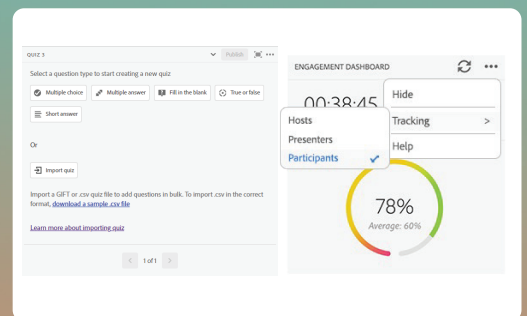 QUIZ 3
Publish
Select a question type to start creating a new quiz
Multiple choice
Multiple answer
Fill in the blank
True or false
Short answer
Or
Import quiz
Import a GIFT or .csv quiz file to add questions in bulk. To import .csv in the correct
format, download a sample .csv file
Learn more about importing quiz
1 of 1
ENGAGEMENT DASHBOARD
00:38:45
Hide
Tracking >
Help
Hosts
Presenters
Participants
78%
Average: 60%